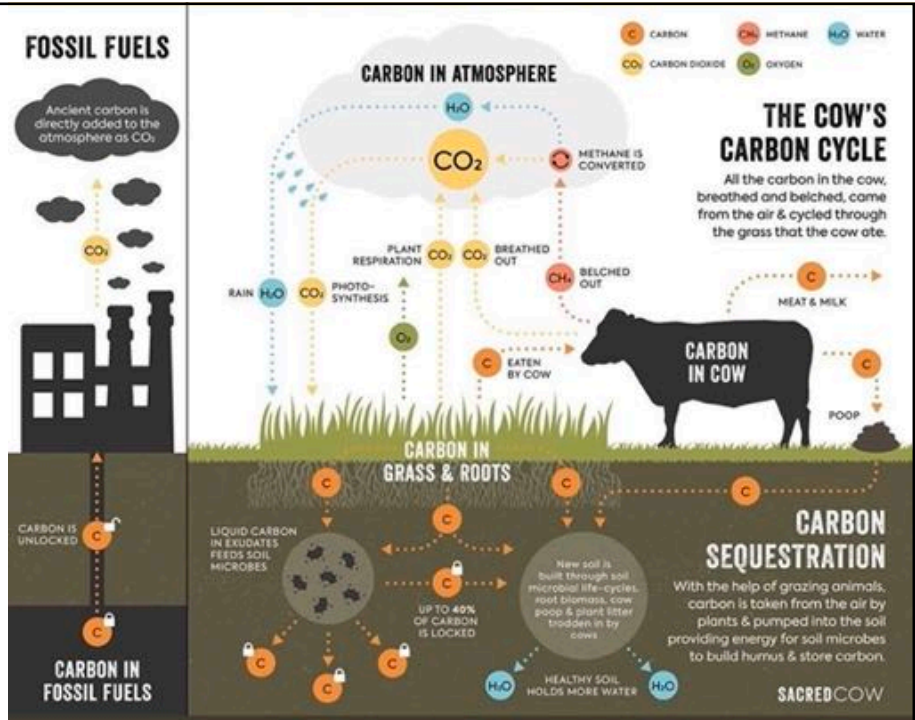 FOSSIL FUELS
Ancient carbon is
directly added to the
atmosphere as CO₂
CO₂
CARBON IS
UNLOCKED
C
C
CARBON IN
FOSSIL FUELS
C CARBON
CH₄ METHANE
H₂O WATER
CO₂ CARBON DIOXIDE
O₂ OXYGEN
THE COW'S
CARBON CYCLE
All the carbon in the cow,
breathed and belched, came
from the air & cycled through
the grass that the cow ate.
CARBON IN ATMOSPHERE
H₂O
CO₂
METHANE IS
CONVERTED
RAIN H₂O
CO₂ PHOTO-
SYNTHESIS
O₂
PLANT
RESPIRATION CO₂
CO₂ BREATHED
OUT
CH₄ BELCHED
OUT
C EATEN
BY COW
CARBON
IN COW
C
MEAT & MILK
C
POOP
CARBON IN
GRASS & ROOTS
C
C
C
C
LIQUID CARBON
IN EXUDATES
FEEDS SOIL
MICROBES
C
UP TO 40%
OF CARBON
IS LOCKED
C
C
C
New soil is
built through soil
microbial life-cycles,
root biomass, cow
poop & plant litter
trodden in by
cows
H₂O
HEALTHY SOIL
HOLDS MORE WATER
H₂O
CARBON
SEQUESTRATION
With the help of grazing animals,
carbon is taken from the air by
plants & pumped into the soil
providing energy for soil microbes
to build humus & store carbon.
SACREDCOW